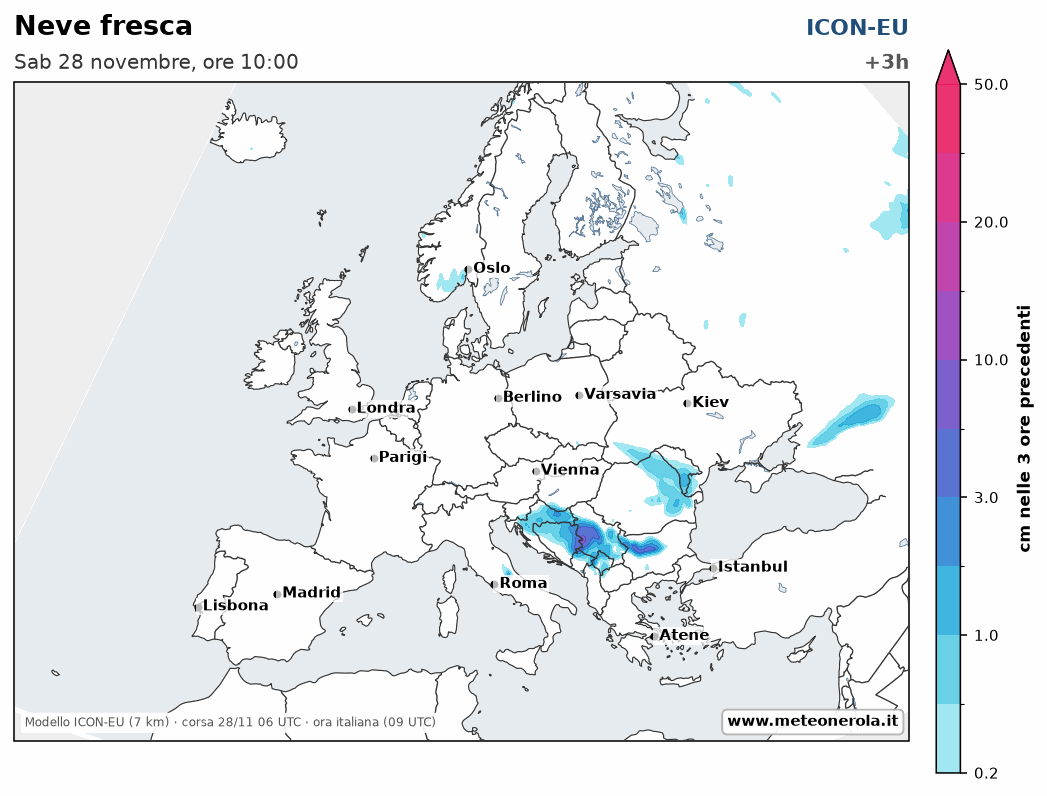 Neve fresca
ICON-EU
Sab 28 novembre, ore 10:00
+3h
50.0
20.0
10.0
3.0
1.0
0.2
cm nelle 3 ore precedenti
Oslo
Berlino
Varsavia
Kiev
Londra
Parigi
Vienna
Istanbul
Roma
Madrid
Lisbona
Atene
Modello ICON-EU (7 km) · corsa 28/11 06 UTC · ora italiana (09 UTC)
www.meteonerola.it